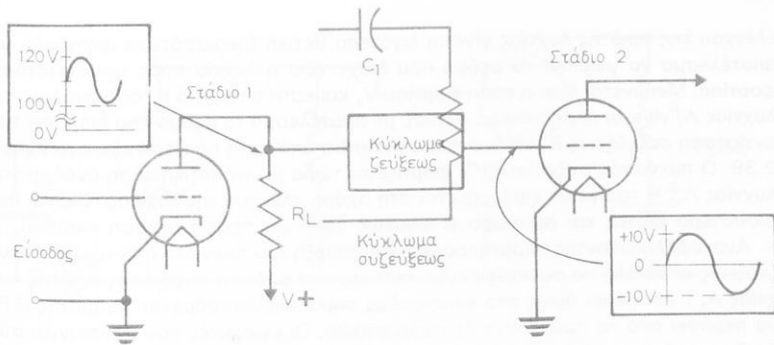 120V
100V
0V
Στάδιο 1
C1
Στάδιο 2
Κύκλωμα
ζεύξεως
RL
Είσοδος
V+
Κύκλωμα
συζεύξεως
+10V
0
-10V